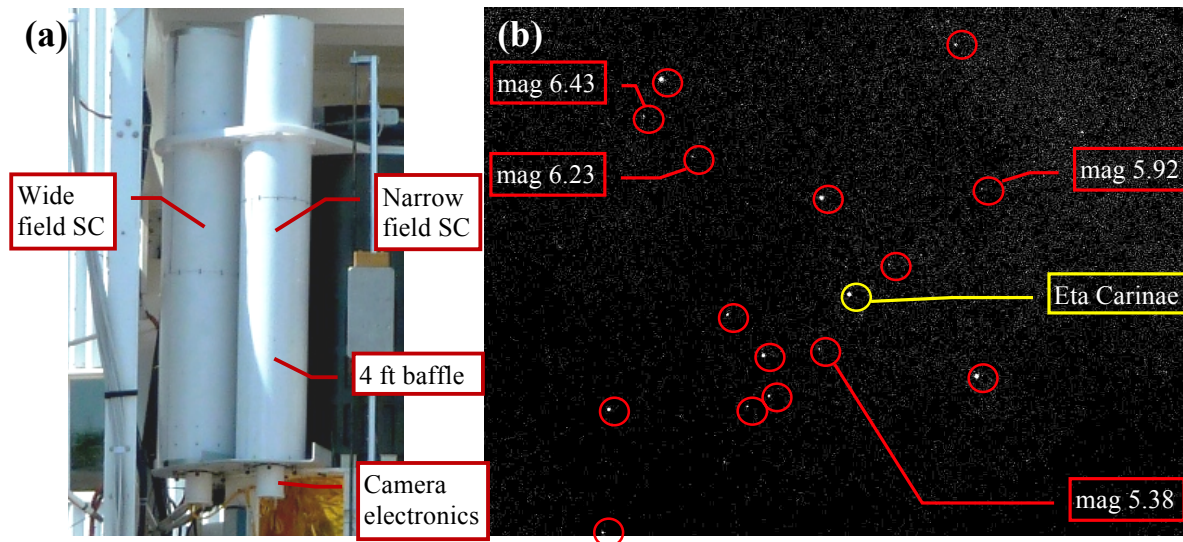 (a)
Wide
field SC
Narrow
field SC
4 ft baffle
Camera
electronics
(b)
mag 6.43
mag 6.23
mag 5.92
Eta Carinae
mag 5.38